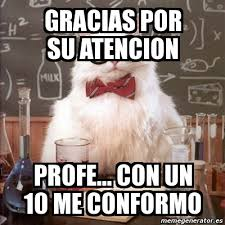 GRACIAS POR
SU ATENCION
PROFE... CON UN
10 ME CONFORMO
memegenerator.es